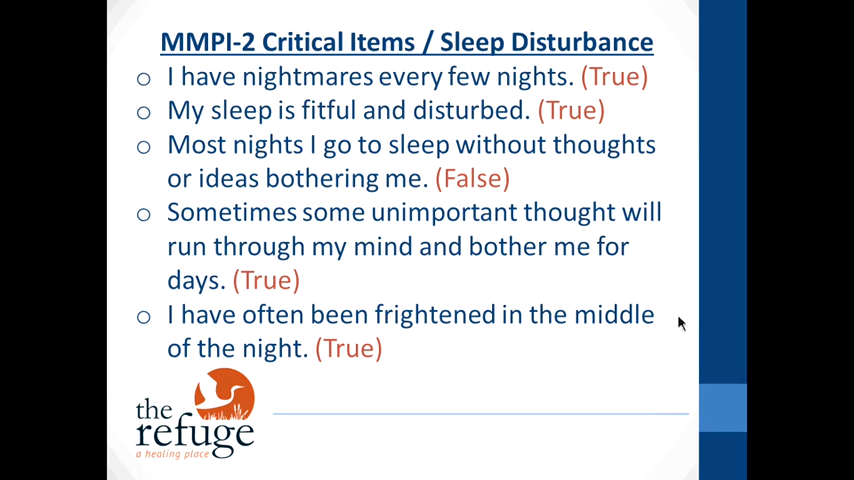 MMPI-2 Critical Items / Sleep Disturbance
o I have nightmares every few nights. (True)
o My sleep is fitful and disturbed. (True)
o Most nights I go to sleep without thoughts
or ideas bothering me. (False)
o Sometimes some unimportant thought will
run through my mind and bother me for
days. (True)
o I have often been frightened in the middle
of the night. (True)
the
refuge
a healing place